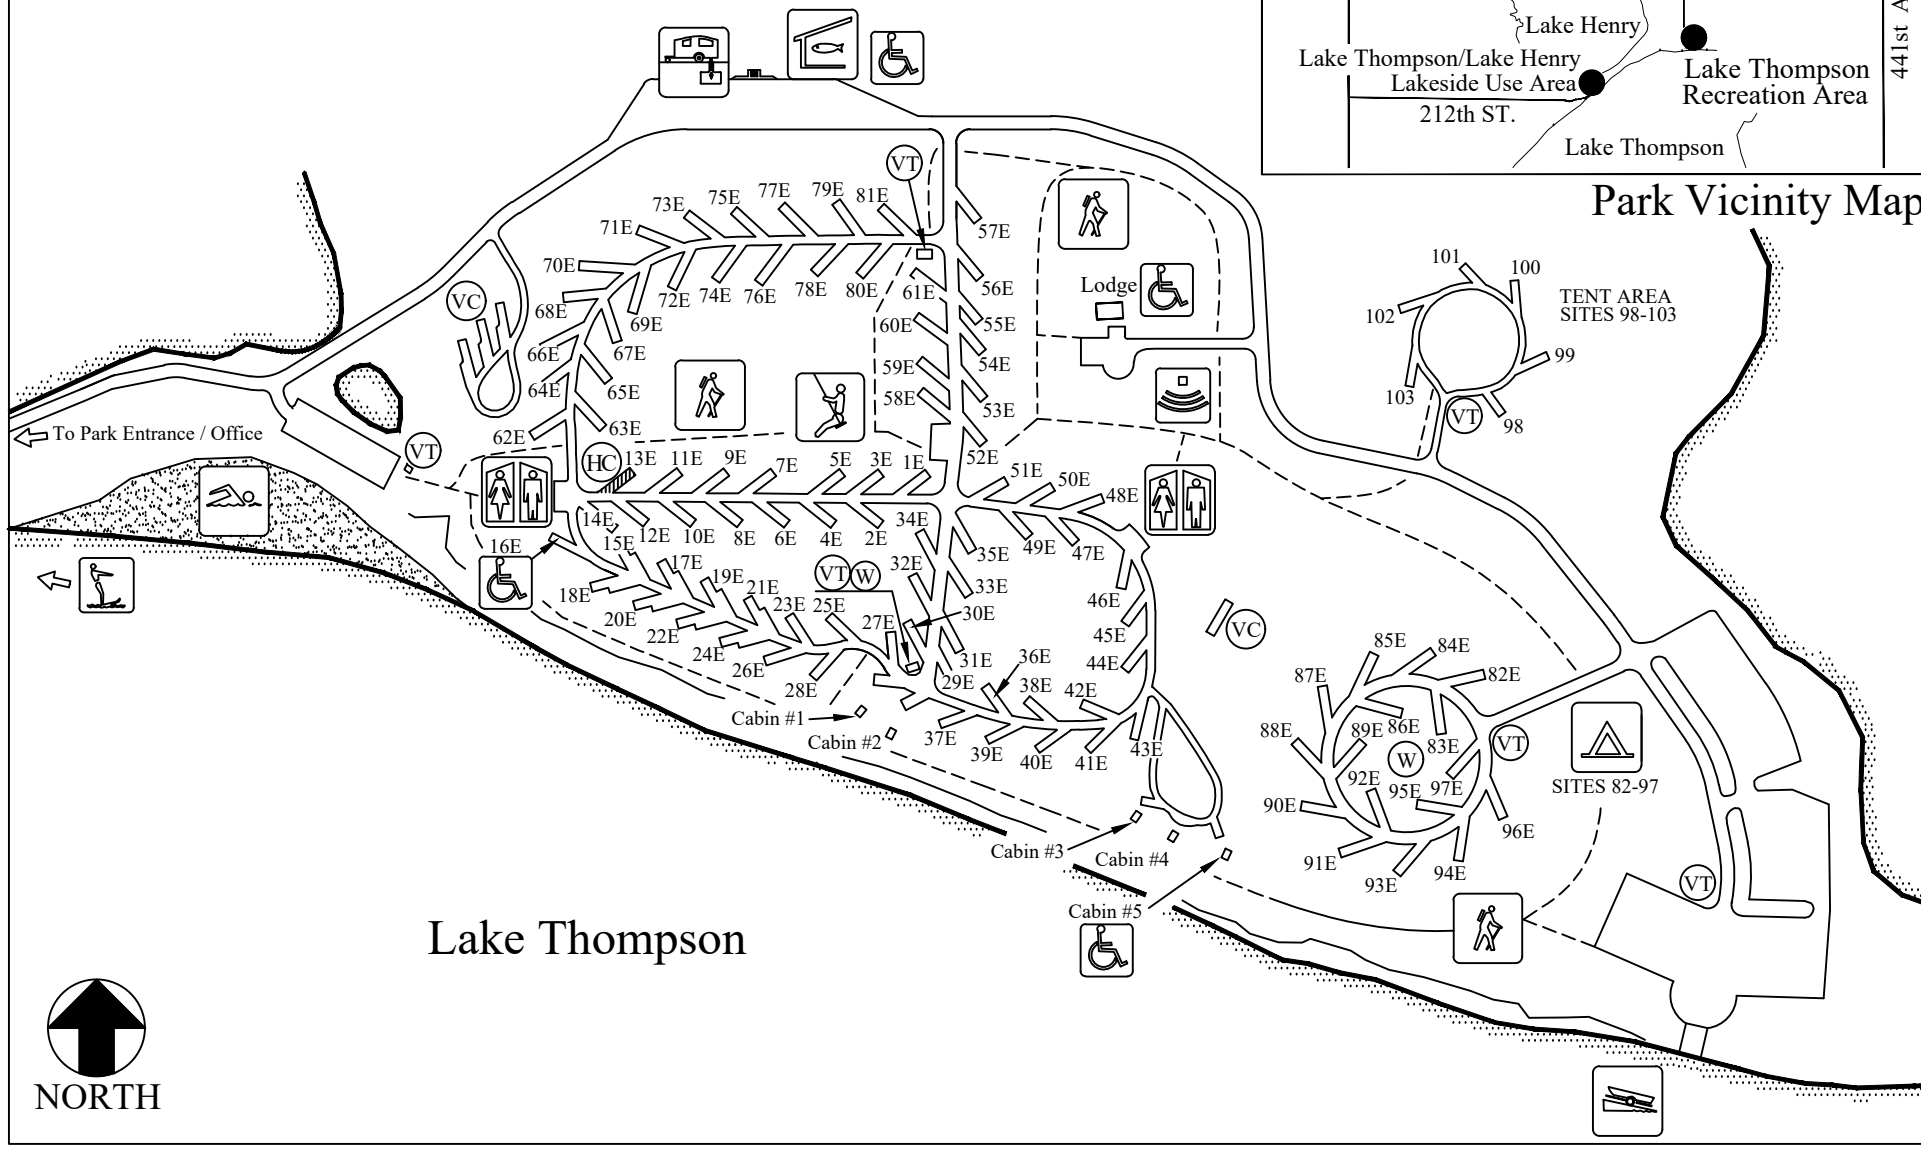 Lake Henry
441st A
Lake Thompson/Lake Henry
Lakeside Use Area
Lake Thompson
Recreation Area
212th ST.
Lake Thompson
Park Vicinity Map
VT
77E
79E
75E
73E
81E
71E
57E
70E
101
100
Lodge
72E
74E
76E
78E
80E
61E
56E
TENT AREA
SITES 98-103
VC
68E
69E
60E
55E
102
66E
67E
54E
99
59E
64E
65E
58E
103
53E
VT
98
To Park Entrance / Office
62E
63E
VT
HC
13E
11E
9E
7E
5E
3E
1E
52E
51E
50E
48E
14E
12E
10E
8E
6E
4E
2E
34E
16E
15E
35E
49E
47E
17E
VT
W
32E
19E
21E
33E
18E
20E
23E
25E
27E
30E
46E
22E
45E
VC
24E
31E
36E
44E
85E
84E
26E
28E
29E
38E
42E
87E
82E
Cabin #1
Cabin #2
37E
39E
40E
41E
43E
88E
89E
86E
83E
VT
W
92E
95E
97E
SITES 82-97
90E
96E
Cabin #3
Cabin #4
91E
93E
94E
VT
Cabin #5
Lake Thompson
NORTH